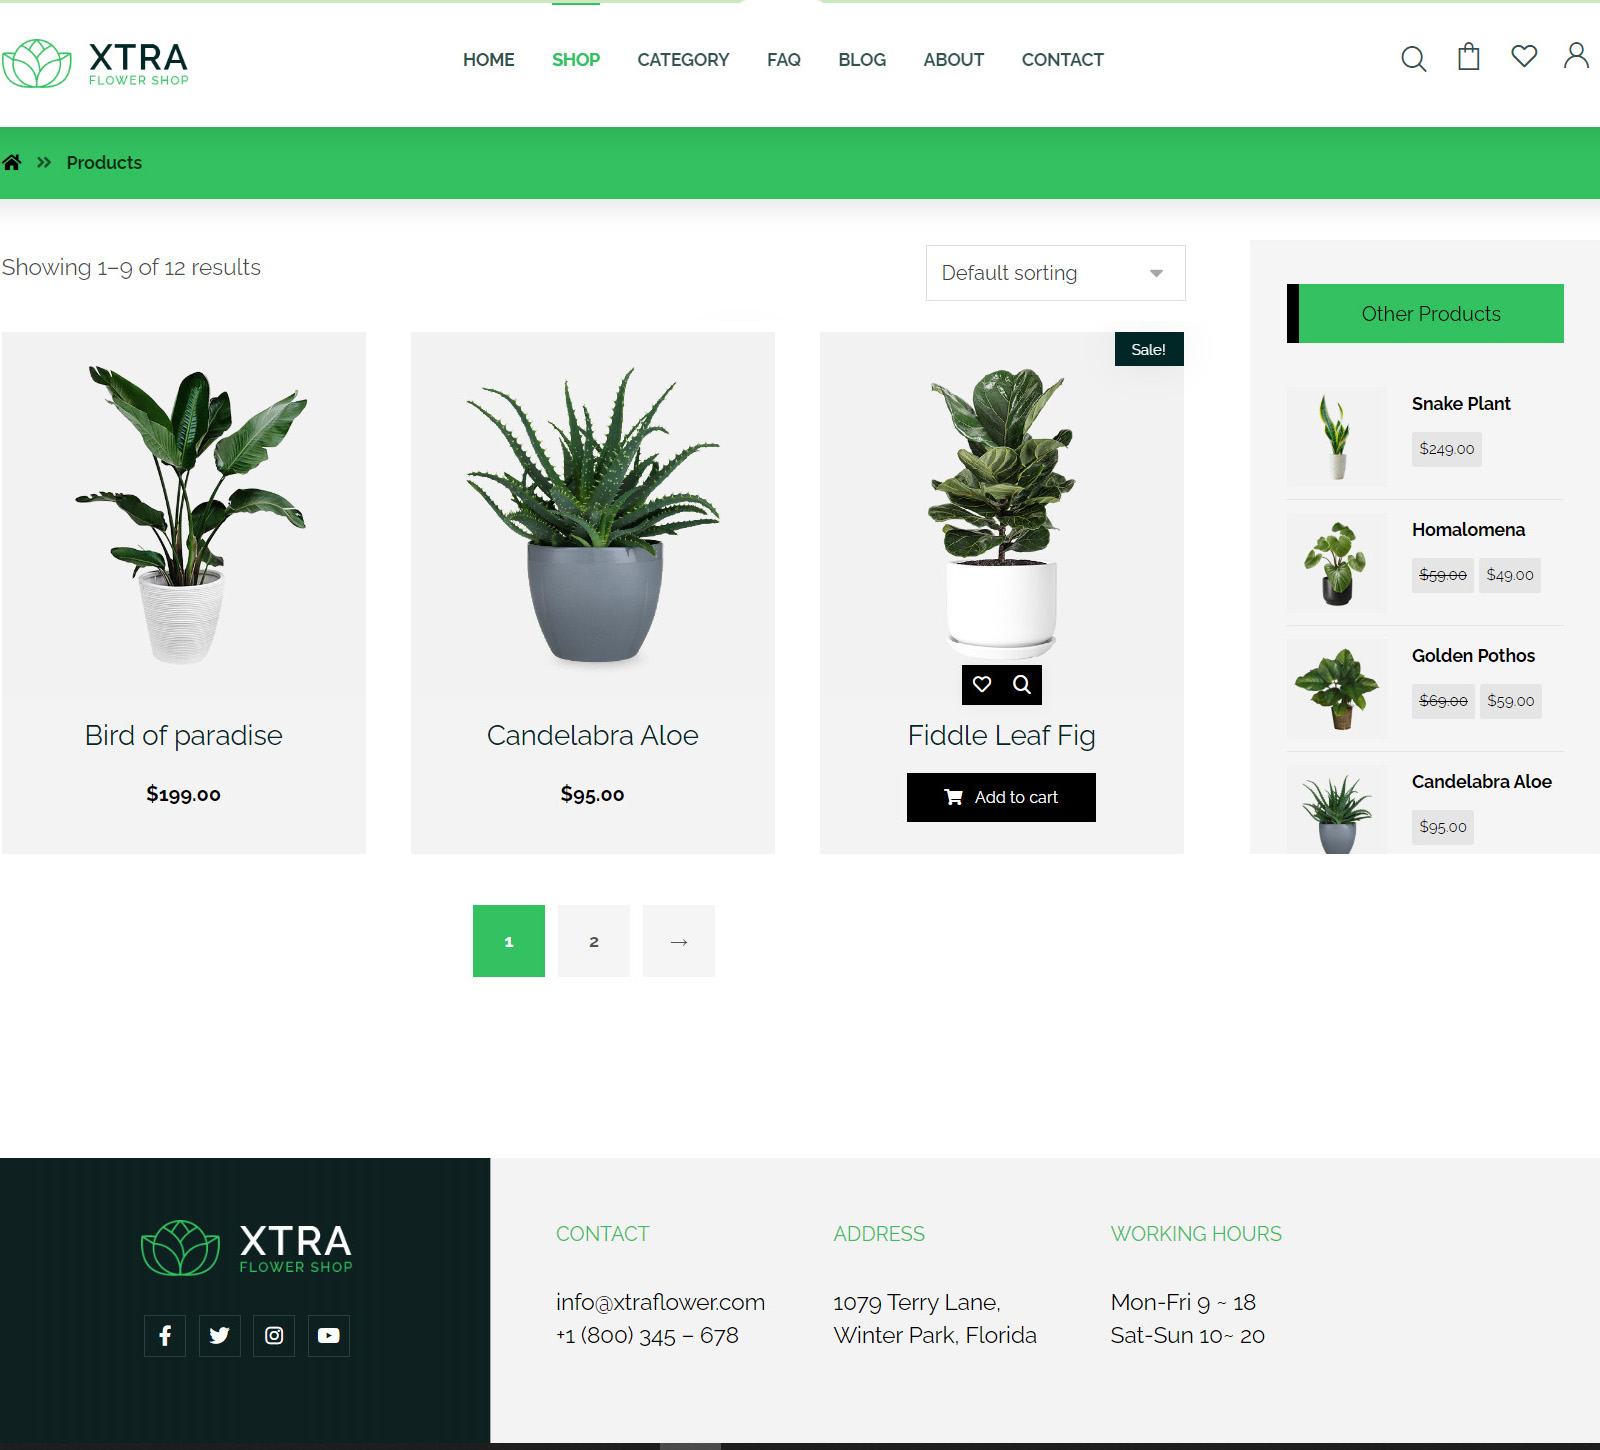 XTRA
FLOWER SHOP
HOME SHOP CATEGORY FAQ BLOG ABOUT CONTACT
Products
Showing 1–9 of 12 results
Default sorting
Sale!
Bird of paradise
$199.00
Candelabra Aloe
$95.00
Fiddle Leaf Fig
Add to cart
Other Products
Snake Plant
$249.00
Homalomena
$59.00 $49.00
Golden Pothos
$69.00 $59.00
Candelabra Aloe
$95.00
1 2 →
XTRA
FLOWER SHOP
CONTACT
info@xtraflower.com
+1 (800) 345 – 678
ADDRESS
1079 Terry Lane,
Winter Park, Florida
WORKING HOURS
Mon-Fri 9 ~ 18
Sat-Sun 10~ 20